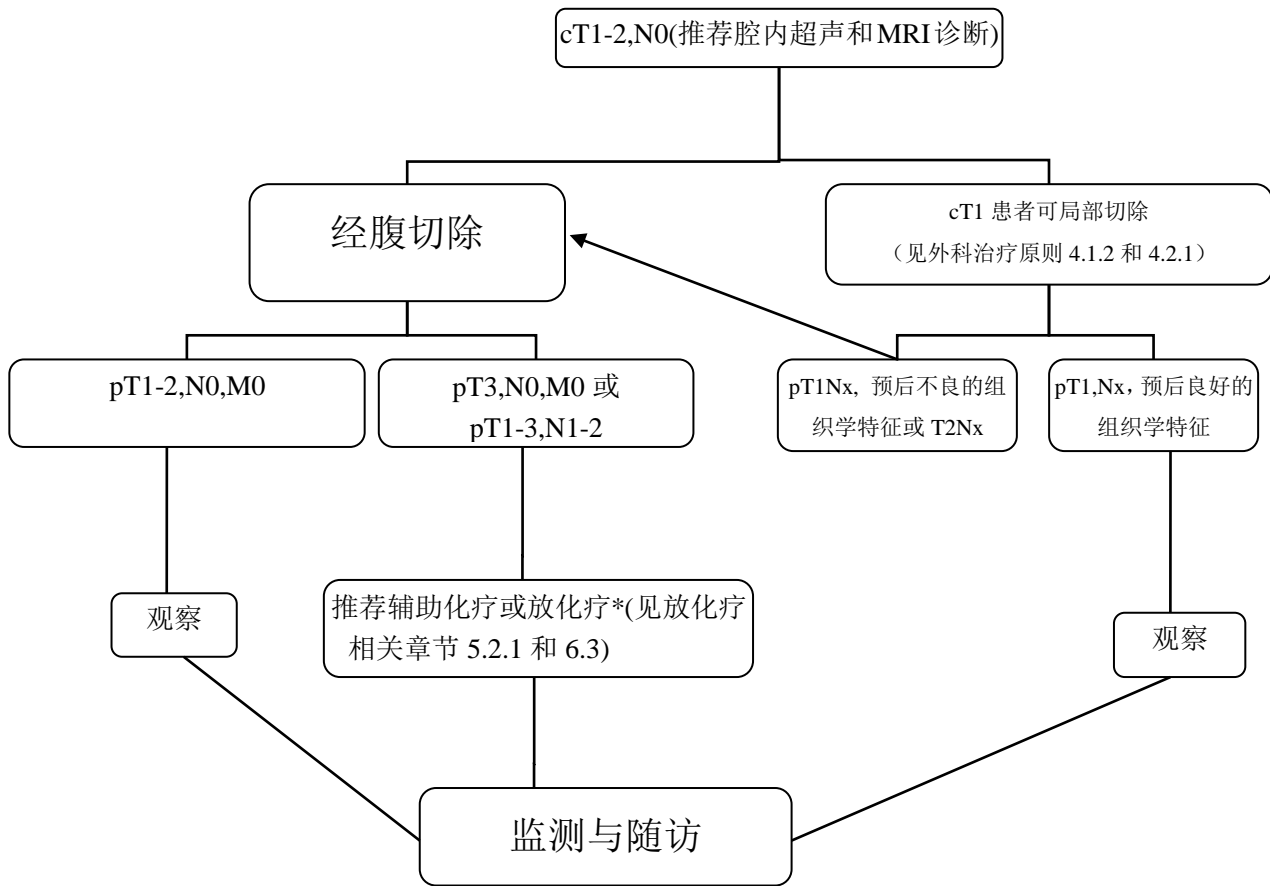 cT1-2,N0(推荐腔内超声和MRI诊断)
经腹切除
cT1 患者可局部切除
（见外科治疗原则 4.1.2 和 4.2.1）
pT1-2,N0,M0
pT3,N0,M0 或
pT1-3,N1-2
pT1Nx, 预后不良的组
织学特征或 T2Nx
pT1,Nx，预后良好的
组织学特征
观察
推荐辅助化疗或放化疗*(见放化疗
相关章节 5.2.1 和 6.3)
观察
监测与随访